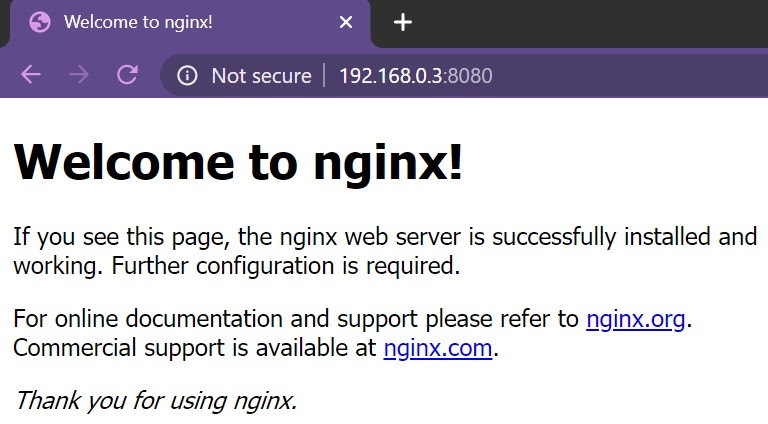 Welcome to nginx!
Not secure 192.168.0.3:8080
Welcome to nginx!
If you see this page, the nginx web server is successfully installed and
working. Further configuration is required.
For online documentation and support please refer to nginx.org.
Commercial support is available at nginx.com.
Thank you for using nginx.